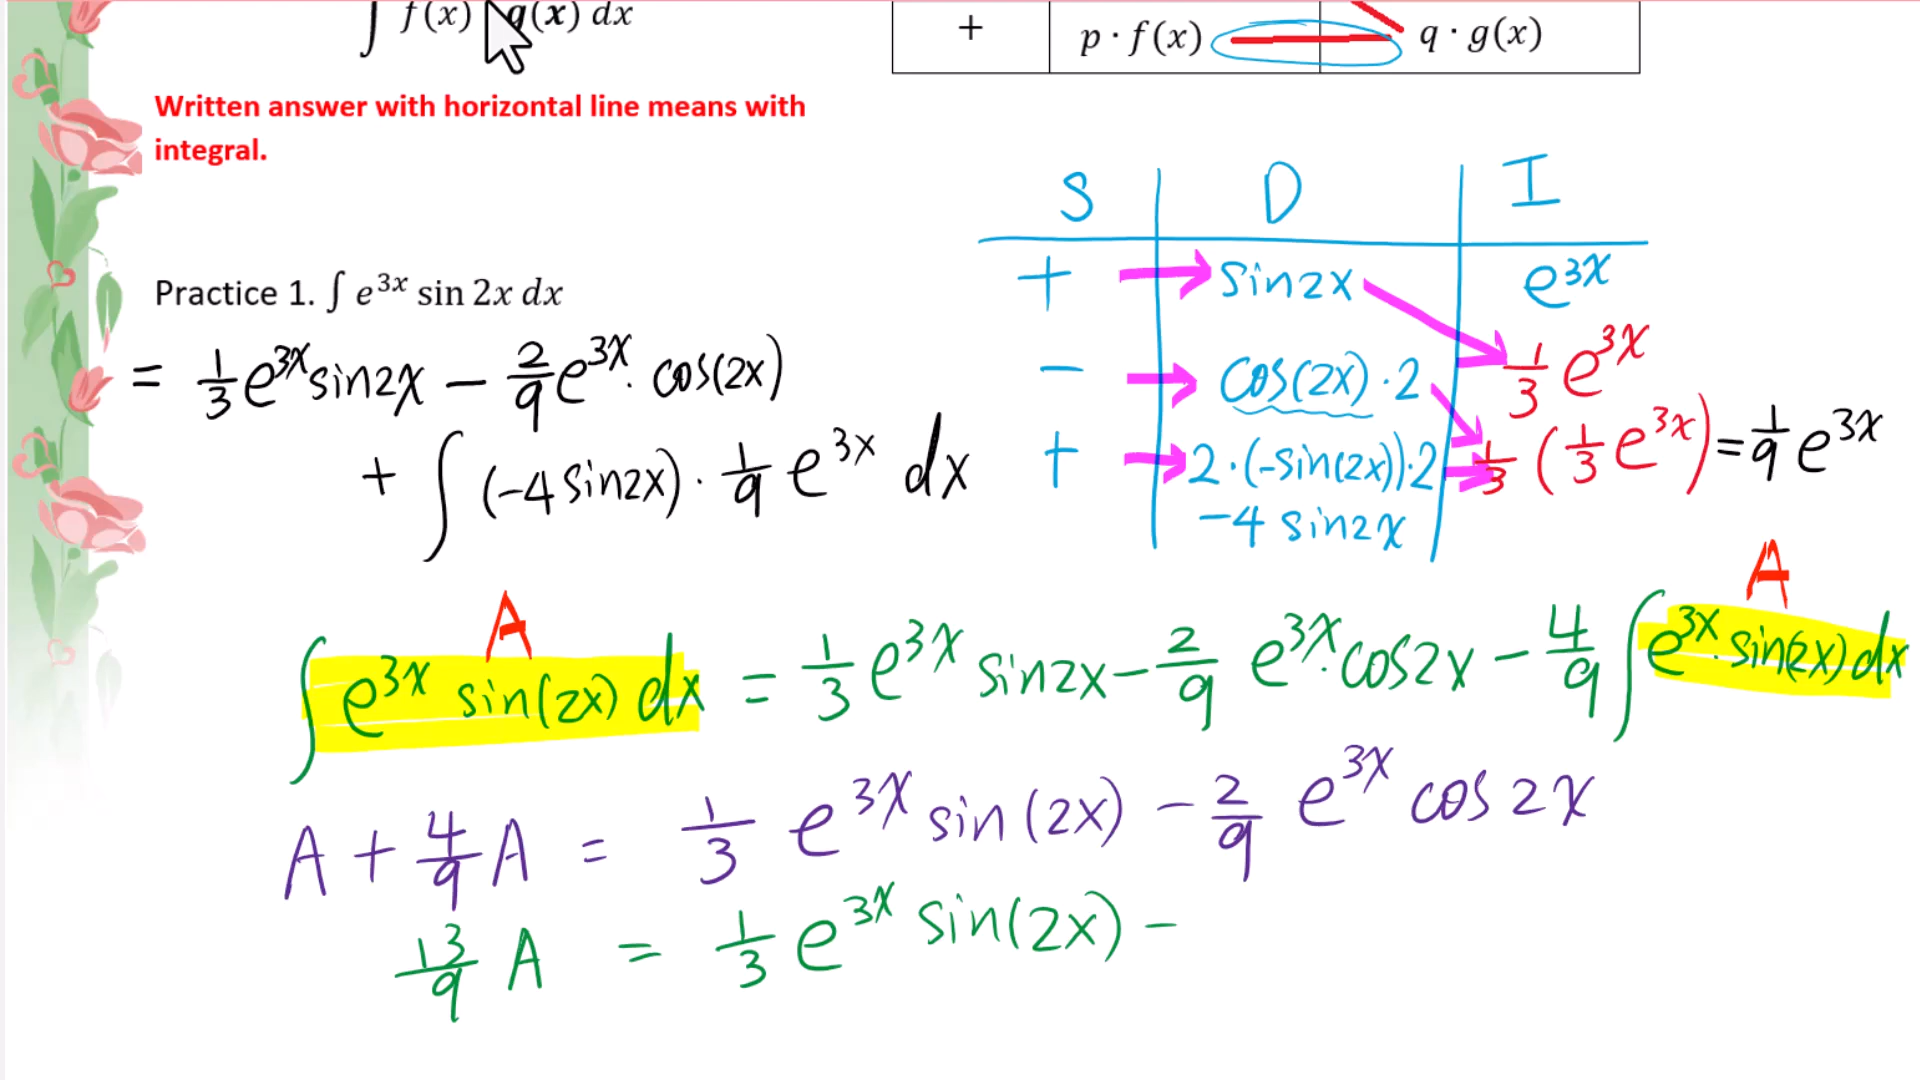 ∫ f(x) g(x) dx
+ p · f(x) q · g(x)
Written answer with horizontal line means with
integral.
S D I
+ sin2x e^{3x}
− cos(2x) · 2 1/3 e^{3x}
+ 2·(-sin(2x))·2 1/3 (1/3 e^{3x}) = 1/9 e^{3x}
-4 sin2x
Practice 1. ∫ e^{3x} sin 2x dx
= 1/3 e^{3x} sin2x − 2/9 e^{3x} · cos(2x)
+ ∫ (-4 sin2x) · 1/9 e^{3x} dx
A A
∫ e^{3x} sin(2x) dx = 1/3 e^{3x} sin2x − 2/9 e^{3x} · cos2x − 4/9 ∫ e^{3x} · sin(2x) dx
A + 4/9 A = 1/3 e^{3x} sin(2x) − 2/9 e^{3x} cos 2x
13/9 A = 1/3 e^{3x} sin(2x) −